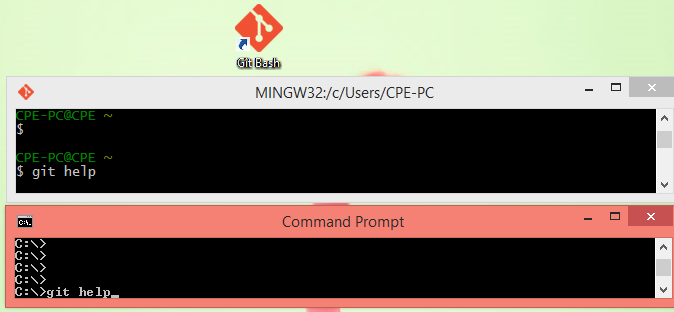 Git Bash
MINGW32:/c/Users/CPE-PC
CPE-PC@CPE ~
$
CPE-PC@CPE ~
$ git help
Command Prompt
C:\>
C:\>
C:\>
C:\>
C:\>git help_